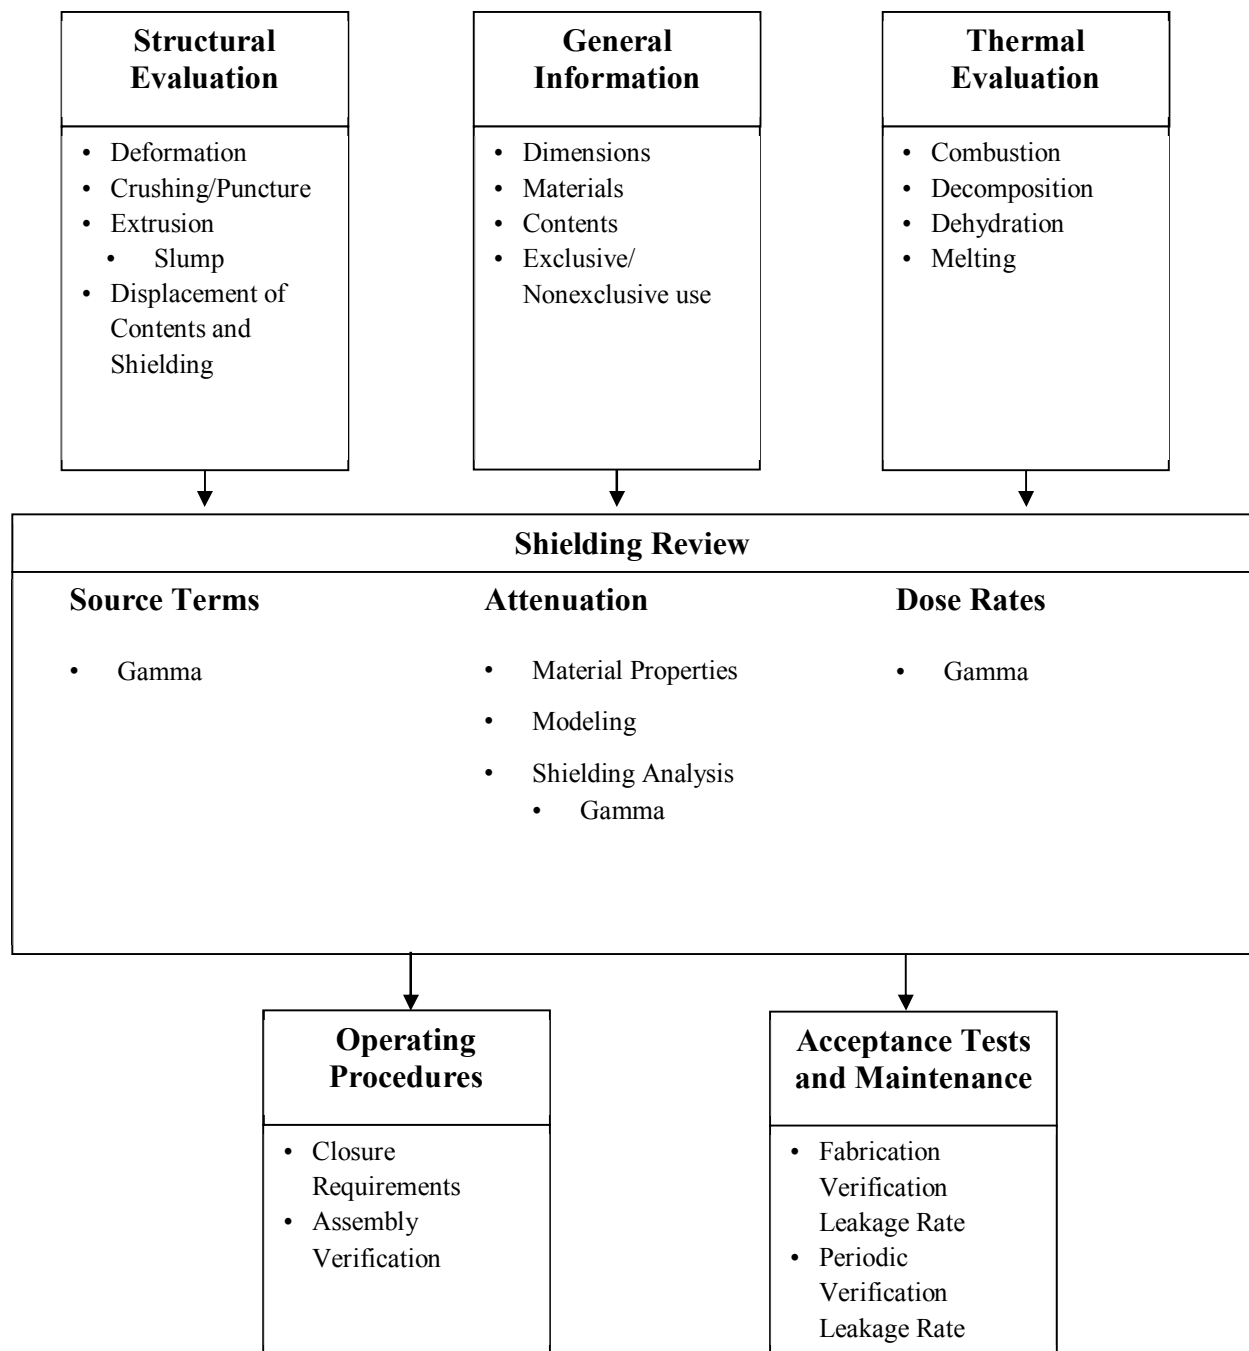 Structural
Evaluation
• Deformation
• Crushing/Puncture
• Extrusion
• Slump
• Displacement of
Contents and
Shielding
General
Information
• Dimensions
• Materials
• Contents
• Exclusive/
Nonexclusive use
Thermal
Evaluation
• Combustion
• Decomposition
• Dehydration
• Melting
Shielding Review
Source Terms
• Gamma
Attenuation
• Material Properties
• Modeling
• Shielding Analysis
• Gamma
Dose Rates
• Gamma
Operating
Procedures
• Closure
Requirements
• Assembly
Verification
Acceptance Tests
and Maintenance
• Fabrication
Verification
Leakage Rate
• Periodic
Verification
Leakage Rate